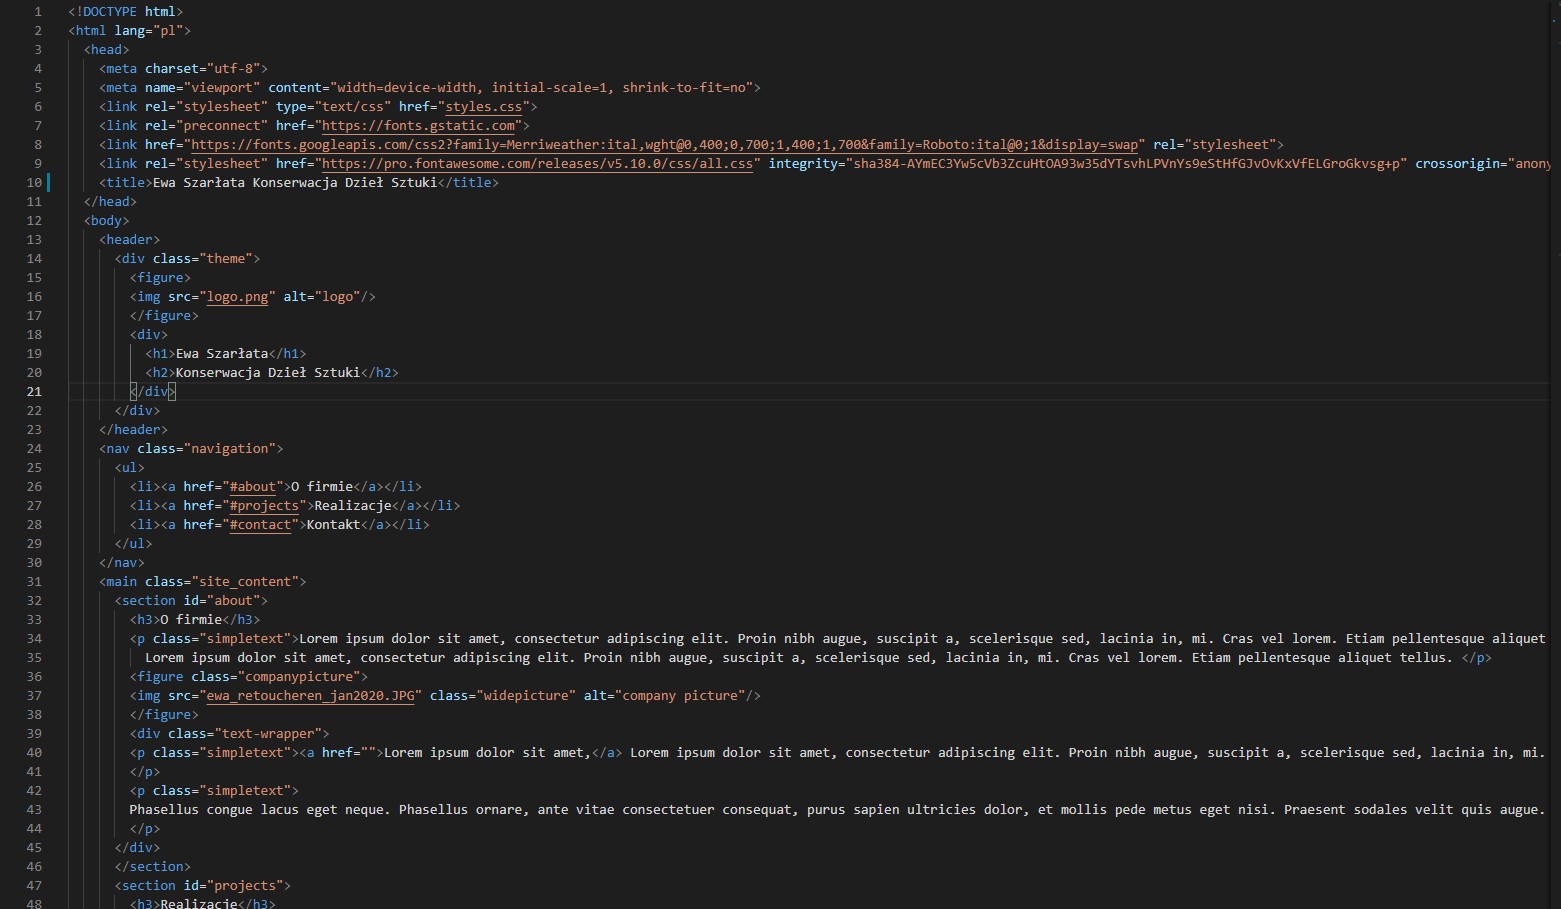 1 <!DOCTYPE html>
2 <html lang="pl">
3 <head>
4 <meta charset="utf-8">
5 <meta name="viewport" content="width=device-width, initial-scale=1, shrink-to-fit=no">
6 <link rel="stylesheet" type="text/css" href="styles.css">
7 <link rel="preconnect" href="https://fonts.gstatic.com">
8 <link href="https://fonts.googleapis.com/css2?family=Merriweather:ital,wght@0,400;0,700;1,400;1,700&family=Roboto:ital@0;1&display=swap" rel="stylesheet">
9 <link rel="stylesheet" href="https://pro.fontawesome.com/releases/v5.10.0/css/all.css" integrity="sha384-AYmEC3Yw5cVb3ZcuHtOA93w35dYTsvhLPVnYs9eStHfGJvOvKxVfELGroGkvsg+p" crossorigin="anony
10 <title>Ewa Szarłata Konserwacja Dzieł Sztuki</title>
11 </head>
12 <body>
13 <header>
14 <div class="theme">
15 <figure>
16 <img src="logo.png" alt="logo"/>
17 </figure>
18 <div>
19 <h1>Ewa Szarłata</h1>
20 <h2>Konserwacja Dzieł Sztuki</h2>
21 </div>
22 </div>
23 </header>
24 <nav class="navigation">
25 <ul>
26 <li><a href="#about">O firmie</a></li>
27 <li><a href="#projects">Realizacje</a></li>
28 <li><a href="#contact">Kontakt</a></li>
29 </ul>
30 </nav>
31 <main class="site_content">
32 <section id="about">
33 <h3>O firmie</h3>
34 <p class="simpletext">Lorem ipsum dolor sit amet, consectetur adipiscing elit. Proin nibh augue, suscipit a, scelerisque sed, lacinia in, mi. Cras vel lorem. Etiam pellentesque aliquet
35 Lorem ipsum dolor sit amet, consectetur adipiscing elit. Proin nibh augue, suscipit a, scelerisque sed, lacinia in, mi. Cras vel lorem. Etiam pellentesque aliquet tellus. </p>
36 <figure class="companypicture">
37 <img src="ewa_retoucheren_jan2020.JPG" class="widepicture" alt="company picture"/>
38 </figure>
39 <div class="text-wrapper">
40 <p class="simpletext"><a href="">Lorem ipsum dolor sit amet,</a> Lorem ipsum dolor sit amet, consectetur adipiscing elit. Proin nibh augue, suscipit a, scelerisque sed, lacinia in, mi.
41 </p>
42 <p class="simpletext">
43 Phasellus congue lacus eget neque. Phasellus ornare, ante vitae consectetuer consequat, purus sapien ultricies dolor, et mollis pede metus eget nisi. Praesent sodales velit quis augue.
44 </p>
45 </div>
46 </section>
47 <section id="projects">
48 <h3>Realizacje</h3>